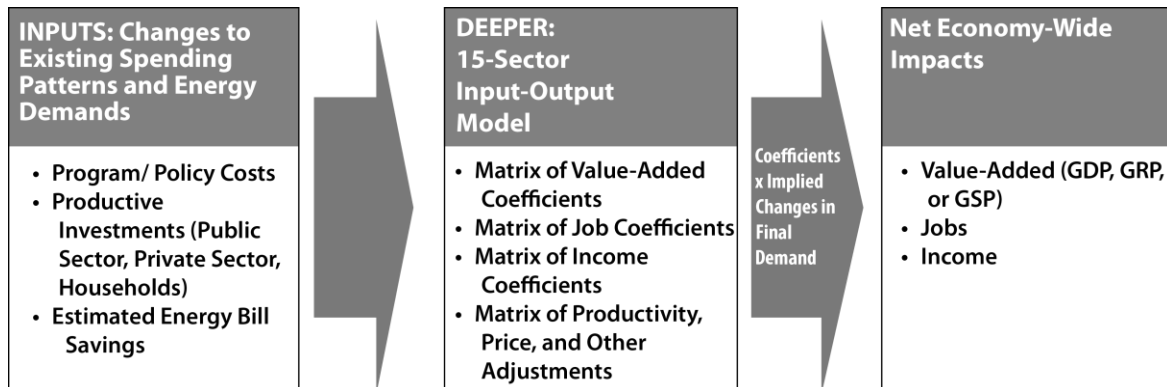 INPUTS: Changes to
Existing Spending
Patterns and Energy
Demands
• Program/ Policy Costs
• Productive
Investments (Public
Sector, Private Sector,
Households)
• Estimated Energy Bill
Savings
DEEPER:
15-Sector
Input-Output
Model
• Matrix of Value-Added
Coefficients
• Matrix of Job Coefficients
• Matrix of Income
Coefficients
• Matrix of Productivity,
Price, and Other
Adjustments
Coefficients
x Implied
Changes in
Final
Demand
Net Economy-Wide
Impacts
• Value-Added (GDP, GRP,
or GSP)
• Jobs
• Income